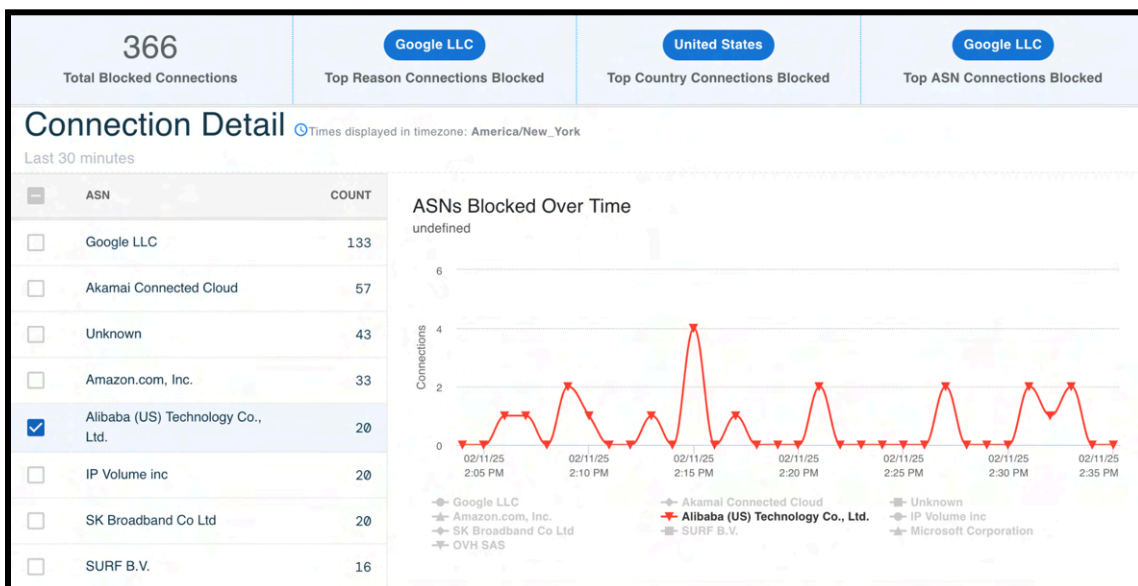 366
Total Blocked Connections
Google LLC
Top Reason Connections Blocked
United States
Top Country Connections Blocked
Google LLC
Top ASN Connections Blocked
Connection Detail
Times displayed in timezone: America/New_York
Last 30 minutes
ASN COUNT
Google LLC 133
Akamai Connected Cloud 57
Unknown 43
Amazon.com, Inc. 33
Alibaba (US) Technology Co.,
Ltd. 20
IP Volume inc 20
SK Broadband Co Ltd 20
SURF B.V. 16
ASNs Blocked Over Time
undefined
Connections
6
4
2
0
02/11/25
2:05 PM
02/11/25
2:10 PM
02/11/25
2:15 PM
02/11/25
2:20 PM
02/11/25
2:25 PM
02/11/25
2:30 PM
02/11/25
2:35 PM
Google LLC
Akamai Connected Cloud
Unknown
Amazon.com, Inc.
Alibaba (US) Technology Co., Ltd.
IP Volume inc
SK Broadband Co Ltd
SURF B.V.
Microsoft Corporation
OVH SAS